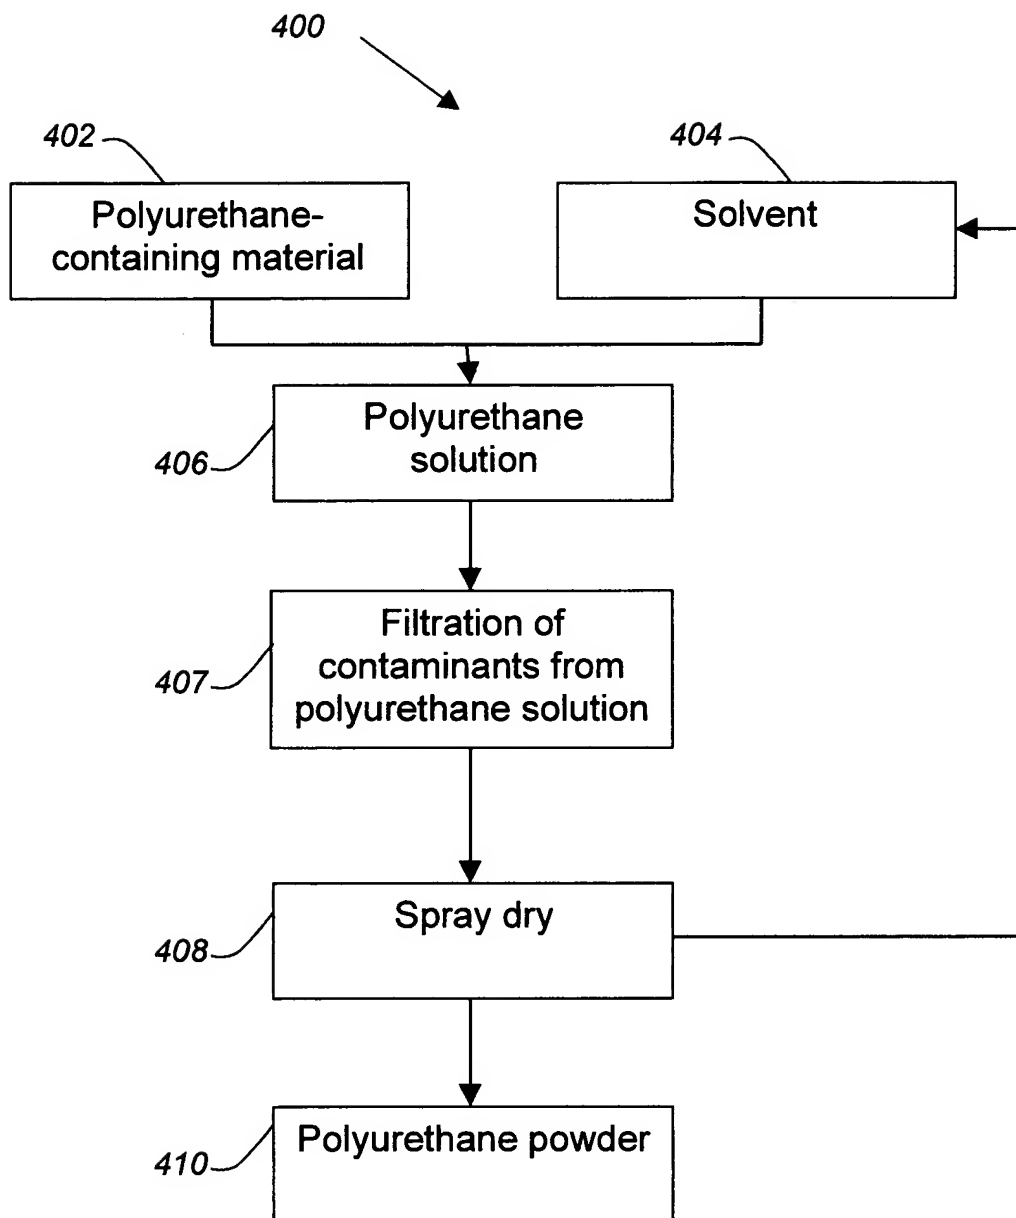 400
402
404
Polyurethane-
containing material
Solvent
Polyurethane
solution
406
Filtration of
contaminants from
polyurethane solution
407
Spray dry
408
Polyurethane powder
410